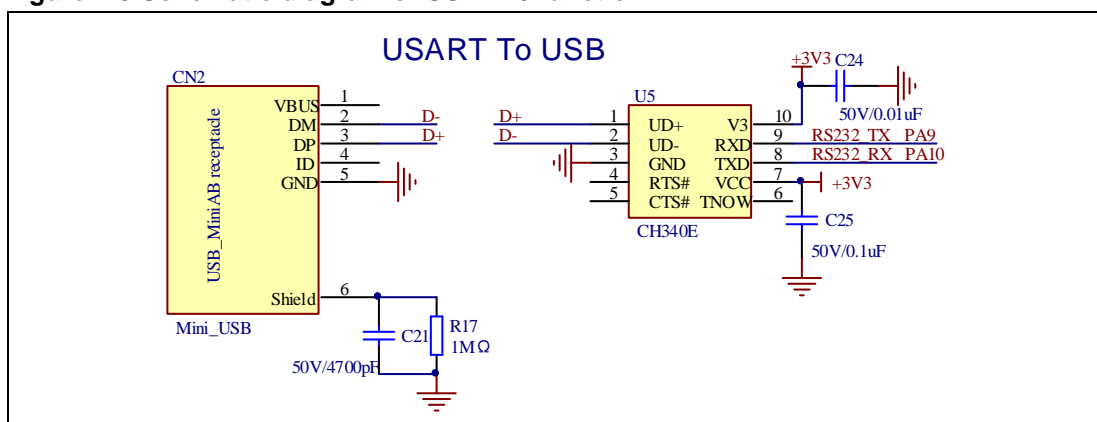 USART To USB
CN2
USB_MiniAB receptacle
VBUS 1
DM 2 D-
DP 3 D+
ID 4
GND 5
Shield 6
Mini_USB
C21
50V/4700pF
R17
1MΩ
U5
D+ 1 UD+
D- 2 UD-
3 GND
4 RTS#
5 CTS#
V3 10
RXD 9 RS232_TX PA9
TXD 8 RS232_RX PA10
VCC 7 +3V3
TNOW 6
CH340E
+3V3 C24
50V/0.01uF
C25
50V/0.1uF